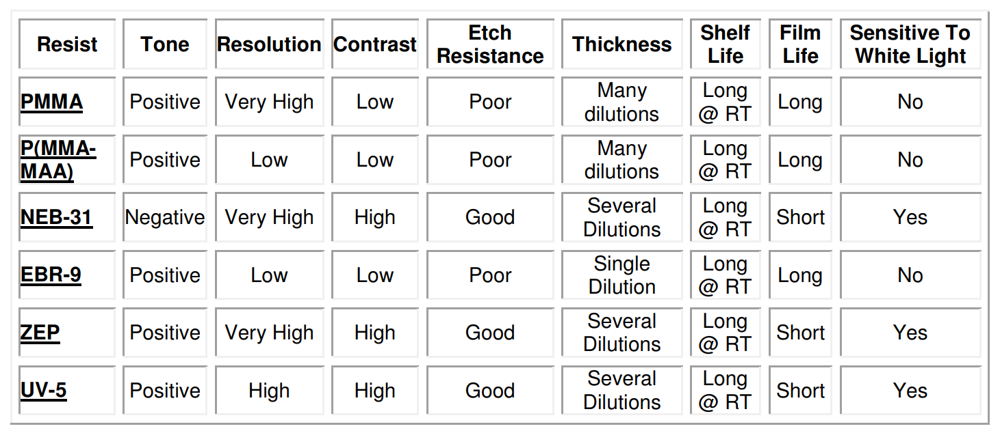 Resist Tone Resolution Contrast Etch Resistance Thickness Shelf Life Film Life Sensitive To White Light
PMMA Positive Very High Low Poor Many dilutions Long @ RT Long No
P(MMA-MAA) Positive Low Low Poor Many dilutions Long @ RT Long No
NEB-31 Negative Very High High Good Several Dilutions Long @ RT Short Yes
EBR-9 Positive Low Low Poor Single Dilution Long @ RT Long No
ZEP Positive Very High High Good Several Dilutions Long @ RT Short Yes
UV-5 Positive High High Good Several Dilutions Long @ RT Short Yes